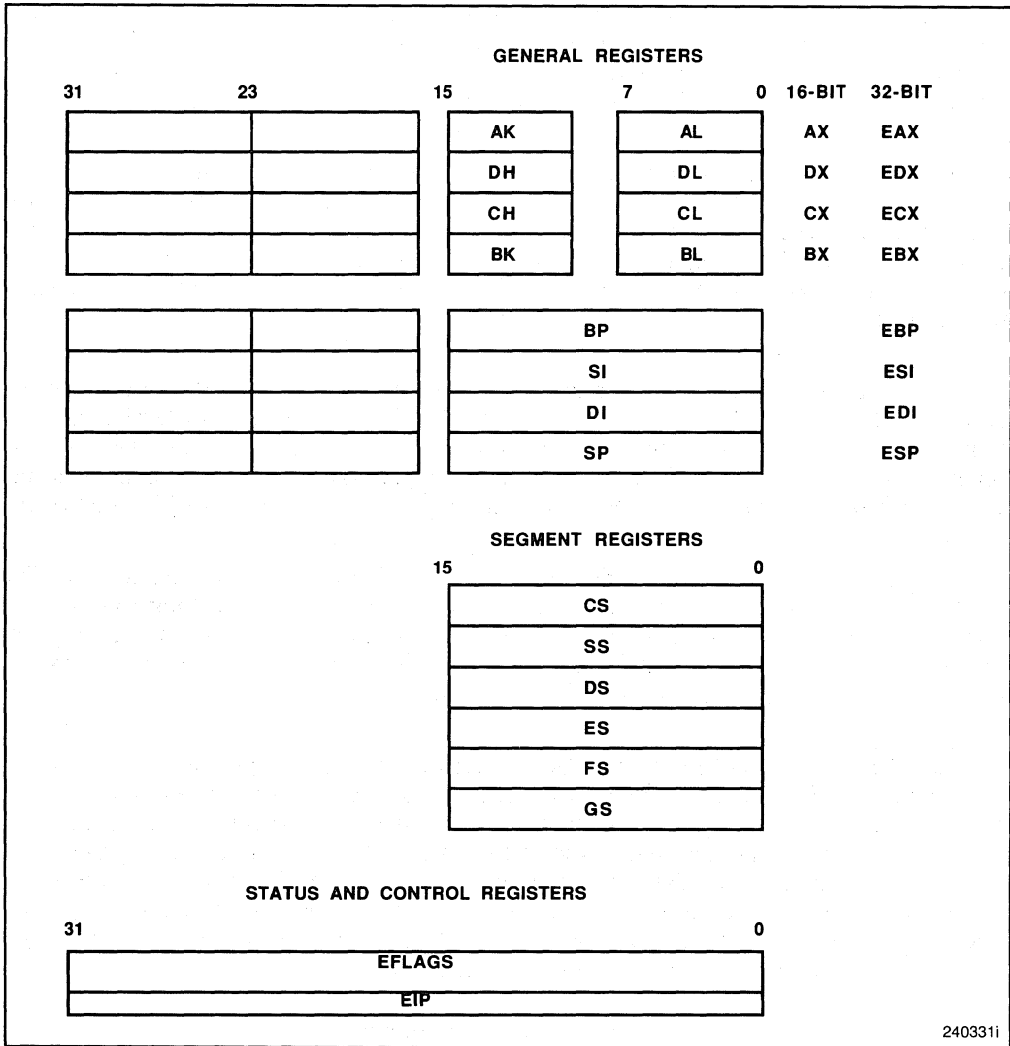 GENERAL REGISTERS
31 23 15 7 0 16-BIT 32-BIT
AK AL AX EAX
DH DL DX EDX
CH CL CX ECX
BK BL BX EBX
BP EBP
SI ESI
DI EDI
SP ESP
SEGMENT REGISTERS
15 0
CS
SS
DS
ES
FS
GS
STATUS AND CONTROL REGISTERS
31 0
EFLAGS
EIP
240331i